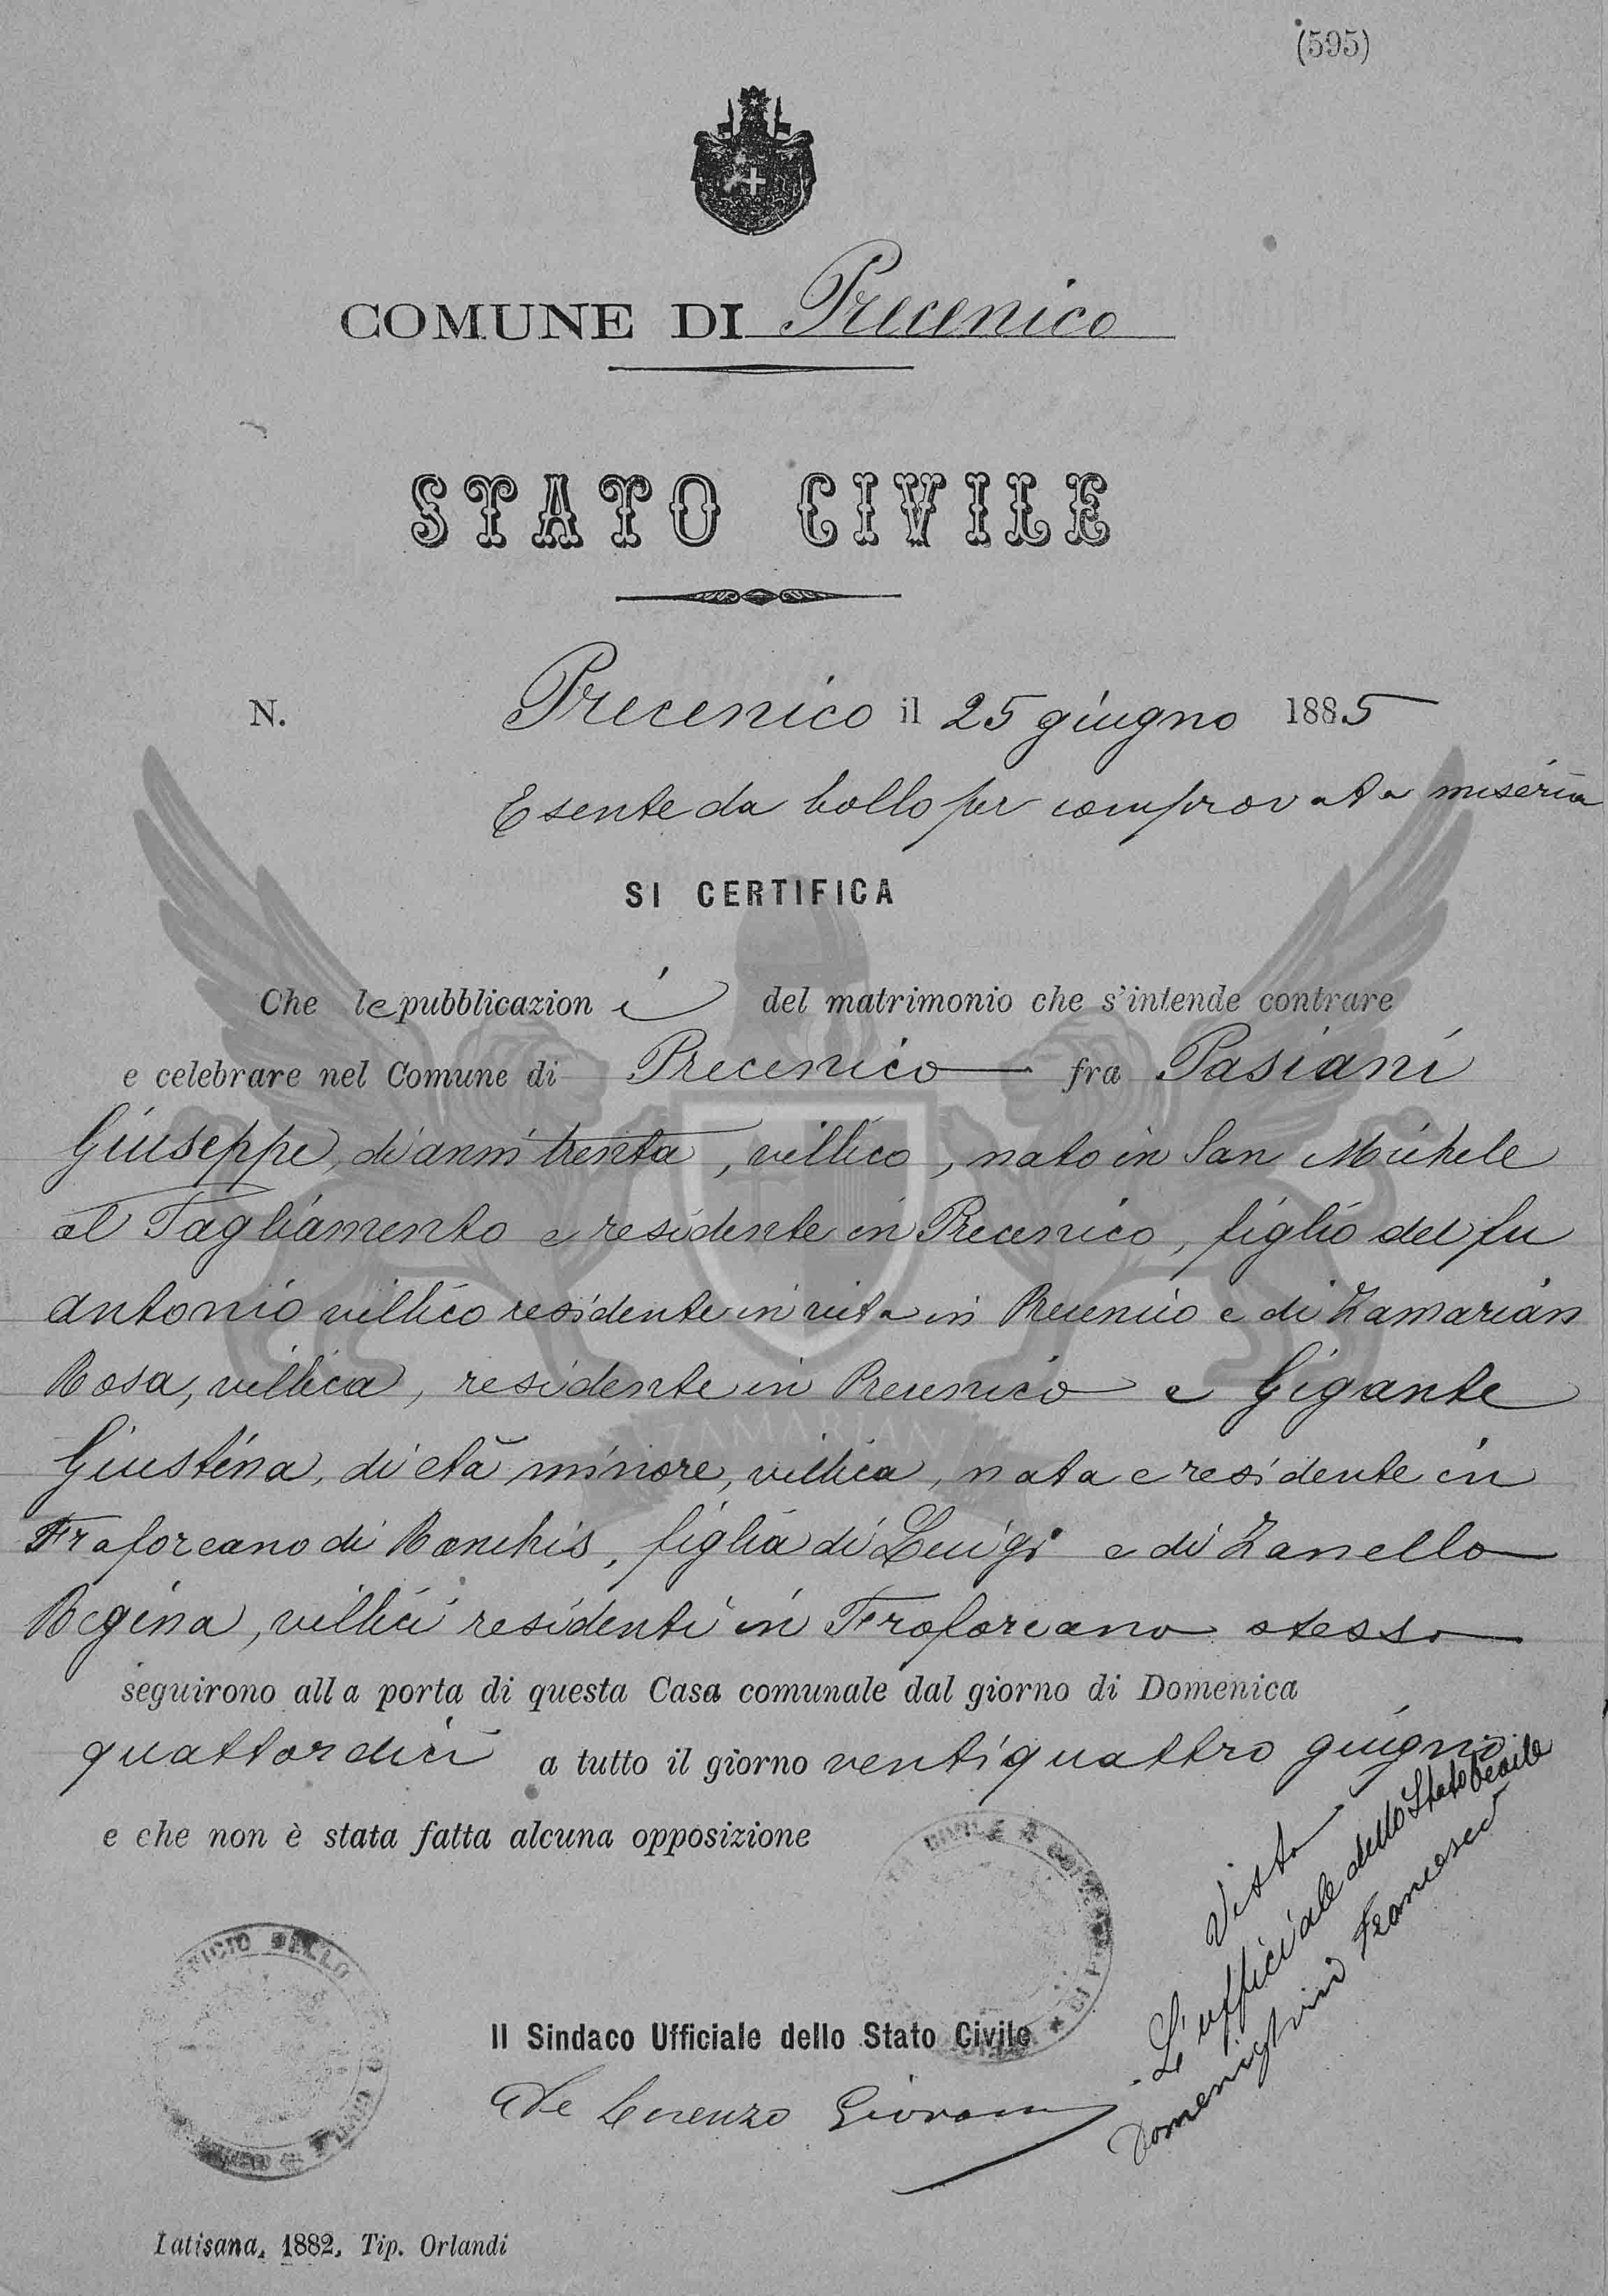 (595)
COMUNE DI Precenico
STATO CIVILE
N. Precenico il 25 giugno 1885
Esente da bollo per comprovata miseria
SI CERTIFICA
Che le pubblicazioni del matrimonio che s'intende contrare
e celebrare nel Comune di Precenico fra Pasiani
Giuseppe, di anni trenta, villico, nato in San Michele
al Tagliamento e residente in Precenico, figlio del fu
Antonio villico residente in vita in Precenico e di Zamarian
Rosa, villica, residente in Precenico e Gigante
Giustina, di età minore, villica, nata e residente in
Fraforeano di Ronchis, figlia di Luigi e di Zanello
Regina, villici residenti in Fraforeano stesso
seguirono alla porta di questa Casa comunale dal giorno di Domenica
quattordici a tutto il giorno ventiquattro giugno
e che non è stata fatta alcuna opposizione
Visto
L'ufficiale dello Stato Civile
Domenighini Francesco
Il Sindaco Ufficiale dello Stato Civile
De Lorenzo Giovanni
ZAMARIAN
Latisana, 1882, Tip. Orlandi